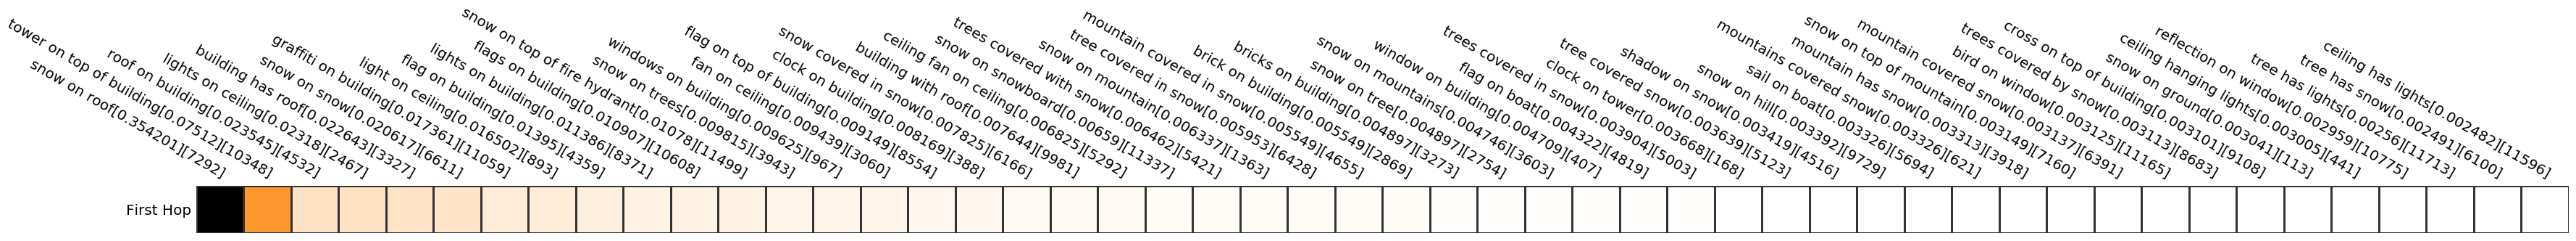 snow on roof[0.354201][7292]
tower on top of building[0.07512][10348]
roof on building[0.023545][4532]
lights on ceiling[0.02318][2467]
building has roof[0.022643][3327]
snow on snow[0.020617][6611]
graffiti on building[0.017361][11059]
light on ceiling[0.016502][893]
flag on building[0.01395][4359]
lights on building[0.011386][8371]
flags on building[0.010907][10608]
snow on top of fire hydrant[0.010781][11499]
snow on trees[0.009815][3943]
windows on building[0.009625][967]
fan on ceiling[0.009439][3060]
flag on top of building[0.009149][8554]
clock on building[0.008169][388]
snow covered in snow[0.007825][6166]
building with roof[0.007644][9981]
ceiling fan on ceiling[0.006825][5292]
snow on snowboard[0.00659][11337]
trees covered with snow[0.006462][5421]
snow on mountain[0.006337][1363]
tree covered in snow[0.005953][6428]
mountain covered in snow[0.005549][4655]
brick on building[0.005549][2869]
bricks on building[0.004897][3273]
snow on tree[0.004897][2754]
snow on mountains[0.004746][3603]
window on building[0.004709][407]
flag on boat[0.004322][4819]
trees covered in snow[0.003904][5003]
clock on tower[0.003668][168]
tree covered snow[0.003639][5123]
shadow on snow[0.003419][4516]
snow on hill[0.003392][9729]
sail on boat[0.003326][5694]
mountains covered snow[0.003326][621]
mountain has snow[0.003313][3918]
snow on top of mountain[0.003149][7160]
mountain covered snow[0.003137][6391]
bird on window[0.003125][11165]
trees covered by snow[0.003113][8683]
cross on top of building[0.003101][9108]
snow on ground[0.003041][113]
ceiling hanging lights[0.003005][441]
reflection on window[0.002959][10775]
tree has lights[0.002561][11713]
tree has snow[0.002491][6100]
ceiling has lights[0.002482][11596]
First Hop